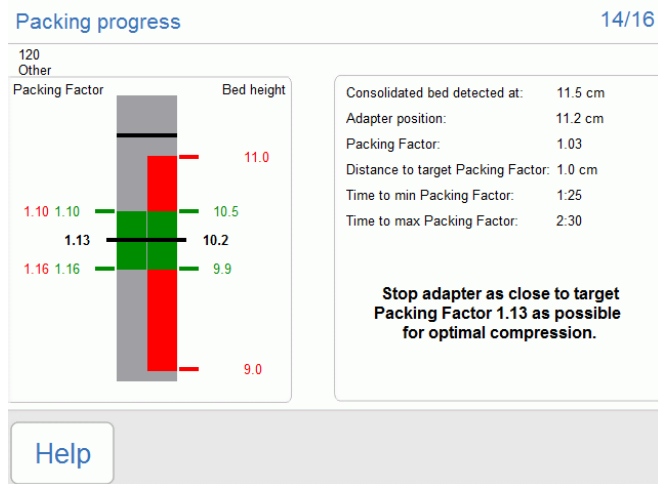 Packing progress 14/16
120
Other
Packing Factor Bed height
11.0
1.10 1.10 10.5
1.13 10.2
1.16 1.16 9.9
9.0
Consolidated bed detected at: 11.5 cm
Adapter position: 11.2 cm
Packing Factor: 1.03
Distance to target Packing Factor: 1.0 cm
Time to min Packing Factor: 1:25
Time to max Packing Factor: 2:30
Stop adapter as close to target
Packing Factor 1.13 as possible
for optimal compression.
Help